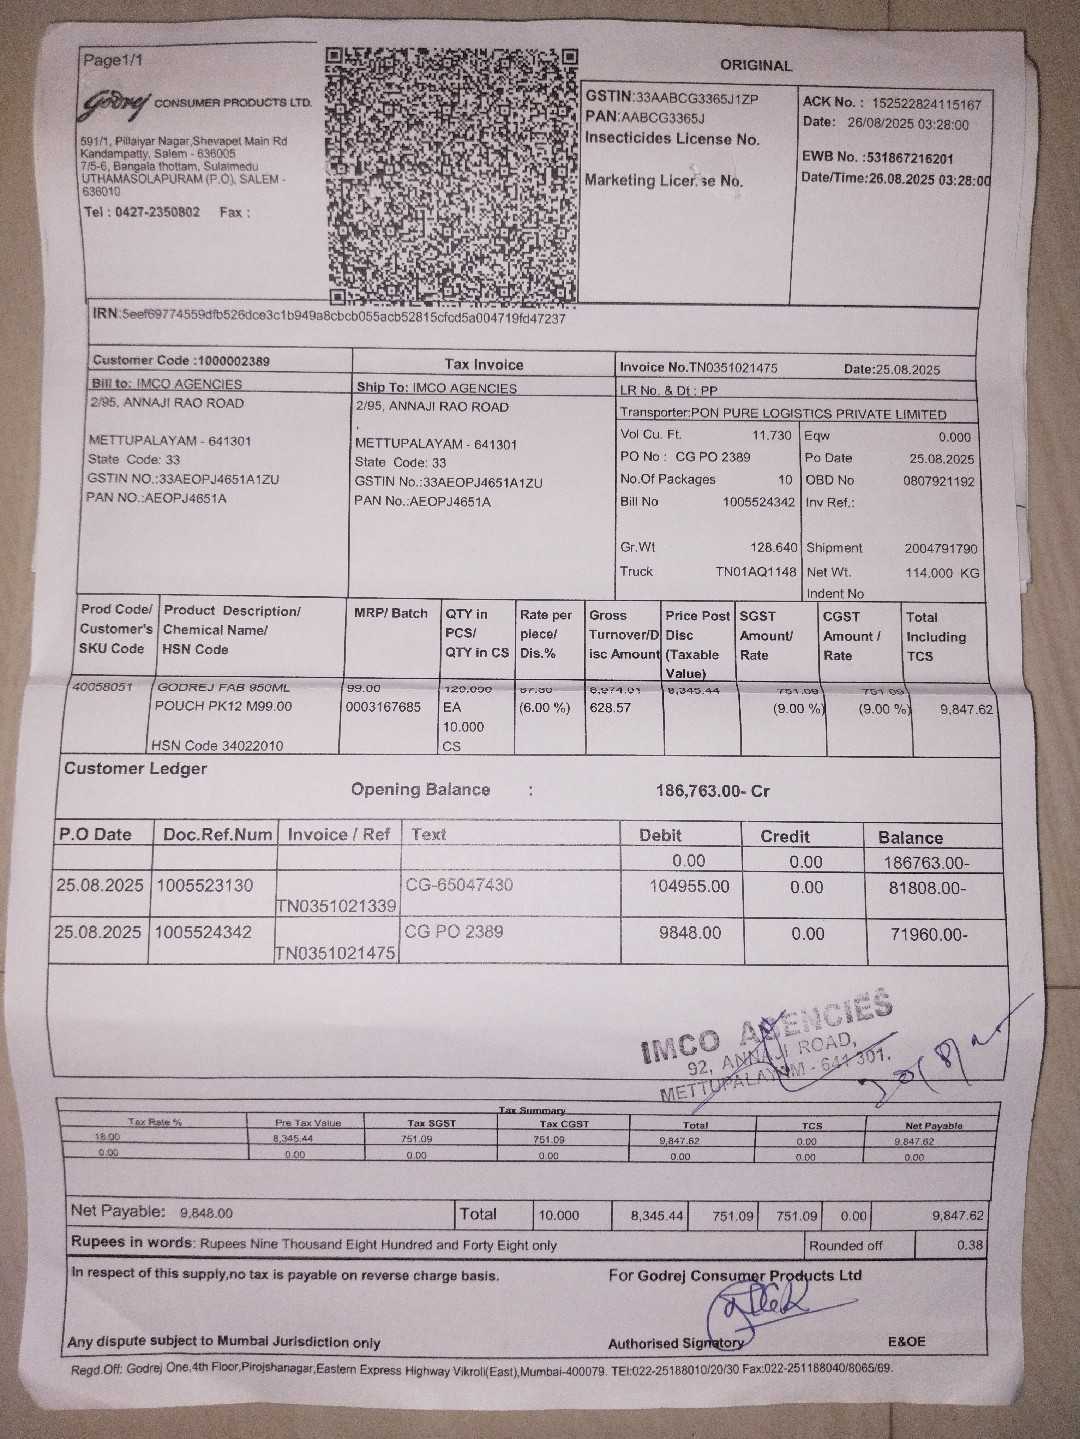 Page1/1
ORIGINAL
Godrej CONSUMER PRODUCTS LTD.
591/1, Pillaiyar Nagar,Shevapet Main Rd
Kandampatty, Salem - 636005
7/5-6, Bangala thottam, Sulaimedu
UTHAMASOLAPURAM (P.O), SALEM -
636010
Tel : 0427-2350802 Fax :
GSTIN:33AABCG3365J1ZP
PAN:AABCG3365J
Insecticides License No.
Marketing License No.
ACK No. : 152522824115167
Date: 26/08/2025 03:28:00
EWB No. :531867216201
Date/Time:26.08.2025 03:28:00
IRN:5eef69774559dfb526dce3c1b949a8cbcb055acb52815cfcd5a004719fd47237
Customer Code :1000002389
Tax Invoice
Invoice No.TN0351021475 Date:25.08.2025
Bill to: IMCO AGENCIES
2/95, ANNAJI RAO ROAD
METTUPALAYAM - 641301
State Code: 33
GSTIN NO.:33AEOPJ4651A1ZU
PAN NO.:AEOPJ4651A
Ship To: IMCO AGENCIES
2/95, ANNAJI RAO ROAD
.
METTUPALAYAM - 641301
State Code: 33
GSTIN NO.:33AEOPJ4651A1ZU
PAN No.:AEOPJ4651A
LR No. & Dt : PP
Transporter:PON PURE LOGISTICS PRIVATE LIMITED
Vol Cu. Ft. 11.730 Eqw 0.000
PO No : CG PO 2389 Po Date 25.08.2025
No.Of Packages 10 OBD No 0807921192
Bill No 1005524342 Inv Ref.:
Gr.Wt 128.640 Shipment 2004791790
Truck TN01AQ1148 Net Wt. 114.000 KG
Indent No
Prod Code/ Product Description/ MRP/ Batch QTY in Rate per Gross Price Post SGST CGST Total
Customer's Chemical Name/ PCS/ piece/ Turnover/D Disc Amount/ Amount / Including
SKU Code HSN Code QTY in CS Dis.% isc Amount (Taxable Rate Rate TCS
Value)
40058051 GODREJ FAB 950ML 99.00 120.000 8,974.01 8,345.44 751.09 751.09
POUCH PK12 M99.00 0003167685 EA (6.00 %) 628.57 (9.00 %) (9.00 %) 9,847.62
10.000
HSN Code 34022010 CS
Customer Ledger
Opening Balance : 186,763.00- Cr
P.O Date Doc.Ref.Num Invoice / Ref Text Debit Credit Balance
0.00 0.00 186763.00-
25.08.2025 1005523130 TN0351021339 CG-65047430 104955.00 0.00 81808.00-
25.08.2025 1005524342 TN0351021475 CG PO 2389 9848.00 0.00 71960.00-
IMCO AGENCIES
92, ANNAJI ROAD,
METTUPALAYAM - 641 301.
Tax Summary
Tax Rate % Pre Tax Value Tax SGST Tax CGST Total TCS Net Payable
18.00 8,345.44 751.09 751.09 9,847.62 0.00 9,847.62
0.00 0.00 0.00 0.00 0.00 0.00 0.00
Net Payable: 9,848.00 Total 10.000 8,345.44 751.09 751.09 0.00 9,847.62
Rupees in words: Rupees Nine Thousand Eight Hundred and Forty Eight only Rounded off 0.38
In respect of this supply,no tax is payable on reverse charge basis.
For Godrej Consumer Products Ltd
Any dispute subject to Mumbai Jurisdiction only
Authorised Signatory E&OE
Regd.Off: Godrej One,4th Floor,Pirojshanagar,Eastern Express Highway Vikroli(East),Mumbai-400079. TEl:022-25188010/20/30 Fax:022-251188040/8065/69.